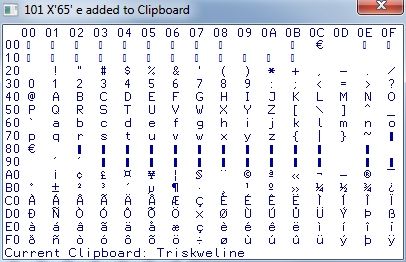 101 X'65' e added to Clipboard
00 01 02 03 04 05 06 07 08 09 0A 0B 0C 0D 0E 0F
00 €
10
20 ! " # $ % & ' ( ) * + , - . /
30 0 1 2 3 4 5 6 7 8 9 : ; < = > ?
40 @ A B C D E F G H I J K L M N O
50 P Q R S T U V W X Y Z [ \ ] ^ _
60 ` a b c d e f g h i j k l m n o
70 p q r s t u v w x y z { | } ~
80 €
90 ´ ´
A0 ¡ ¢ £ ¤ ¥ ¦ § ¨ © ª « ¬ - ® ¯
B0 ° ± ² ³ ´ µ ¶ · ¸ ¹ º » ¼ ½ ¾ ¿
C0 À Á Â Ã Ä Å Æ Ç È É Ê Ë Ì Í Î Ï
D0 Ð Ñ Ò Ó Ô Õ Ö × Ø Ù Ú Û Ü Ý Þ ß
E0 à á â ã ä å æ ç è é ê ë ì í î ï
F0 ð ñ ò ó ô õ ö ÷ ø ù ú û ü ý þ ÿ
Current Clipboard: Triskweline